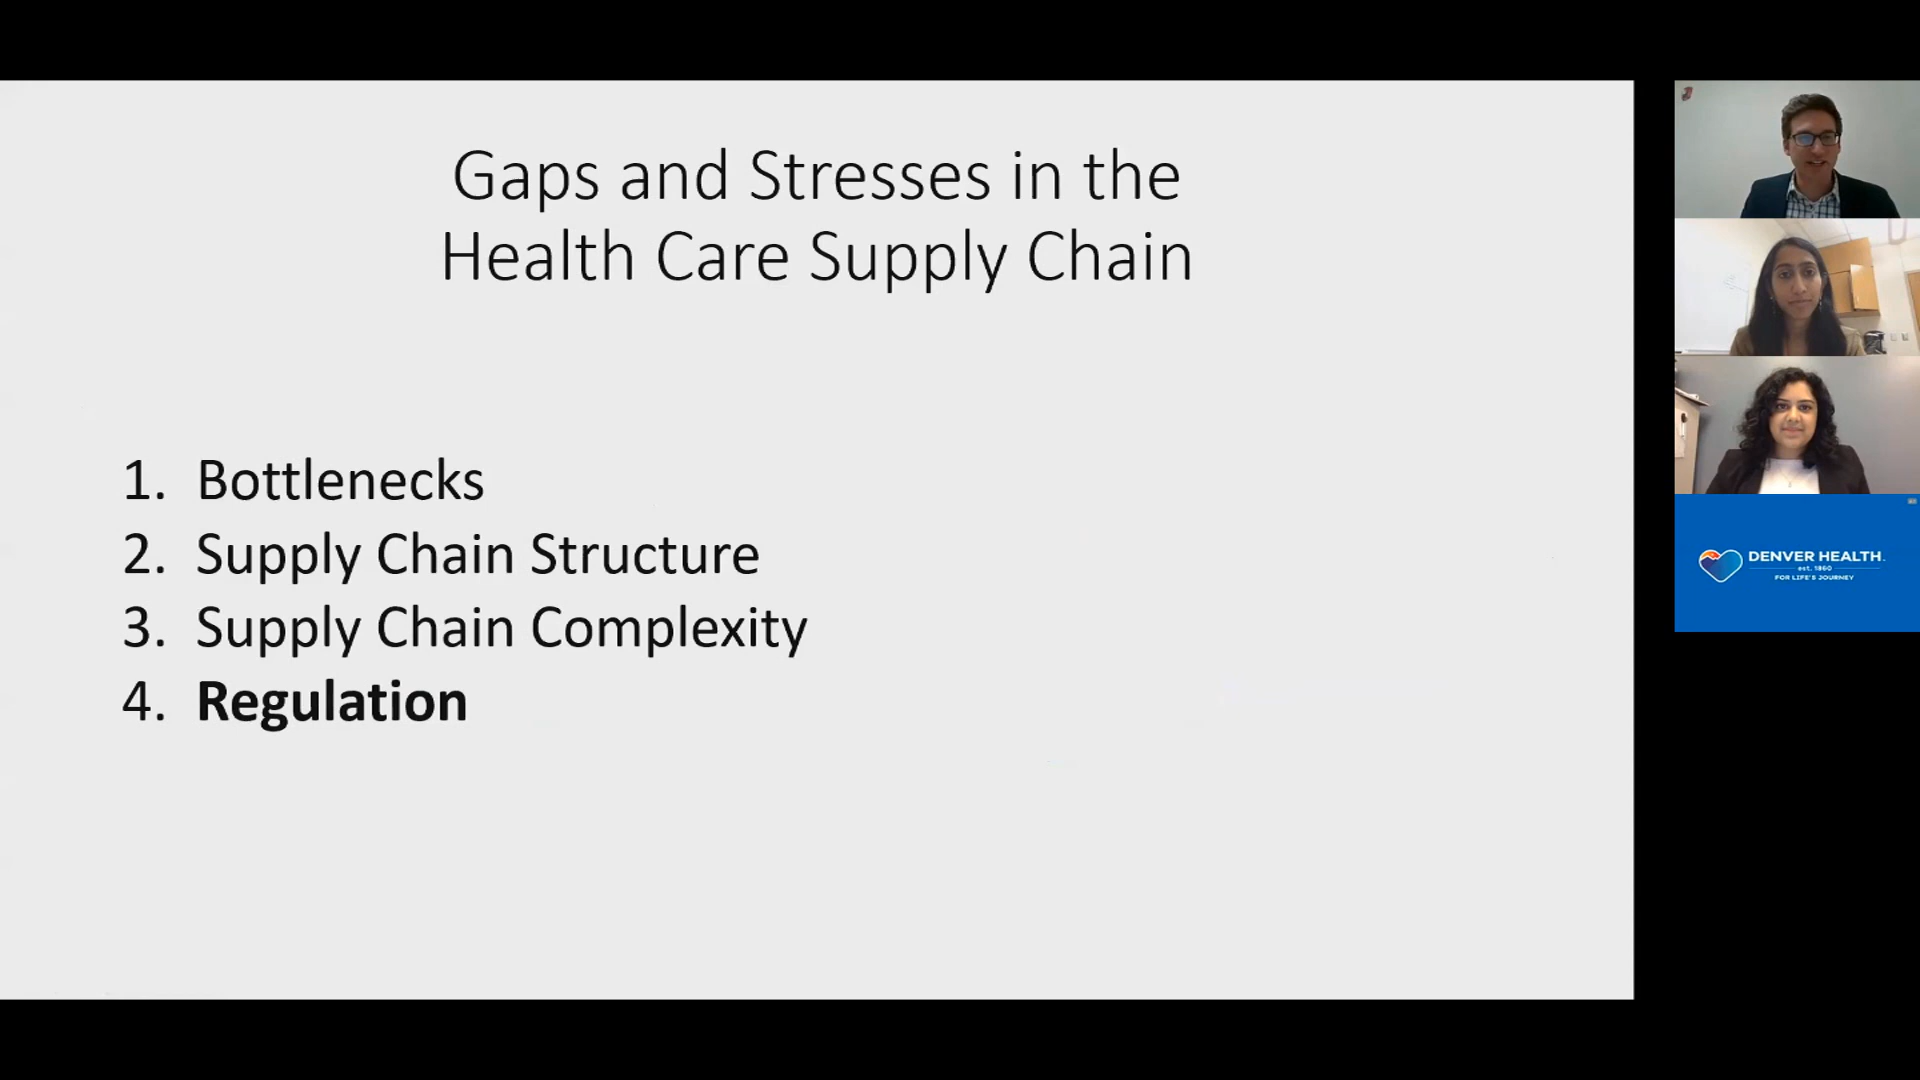 Gaps and Stresses in the
Health Care Supply Chain
1. Bottlenecks
2. Supply Chain Structure
3. Supply Chain Complexity
4. Regulation
DENVER HEALTH.
est. 1860
FOR LIFE'S JOURNEY